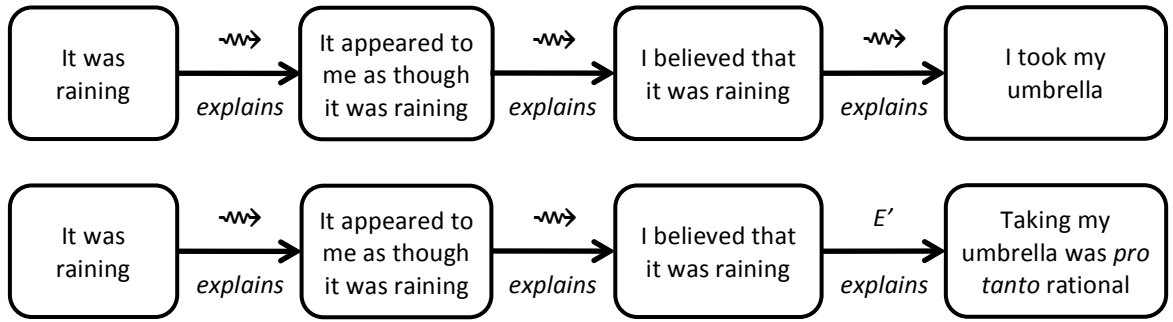 It was
raining
explains
It appeared to
me as though
it was raining
explains
I believed that
it was raining
explains
I took my
umbrella
It was
raining
explains
It appeared to
me as though
it was raining
explains
I believed that
it was raining
E'
explains
Taking my
umbrella was pro
tanto rational